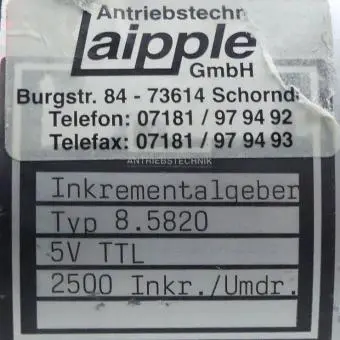 Antriebstechn
aipple
GmbH
Burgstr. 84 - 73614 Schornd
Telefon: 07181 / 97 94 92
Telefax: 07181 / 97 94 93
ANTRIEBSTECHNIK
Inkrementalgeber
Typ 8.5820
5V TTL
2500 Inkr./Umdr.